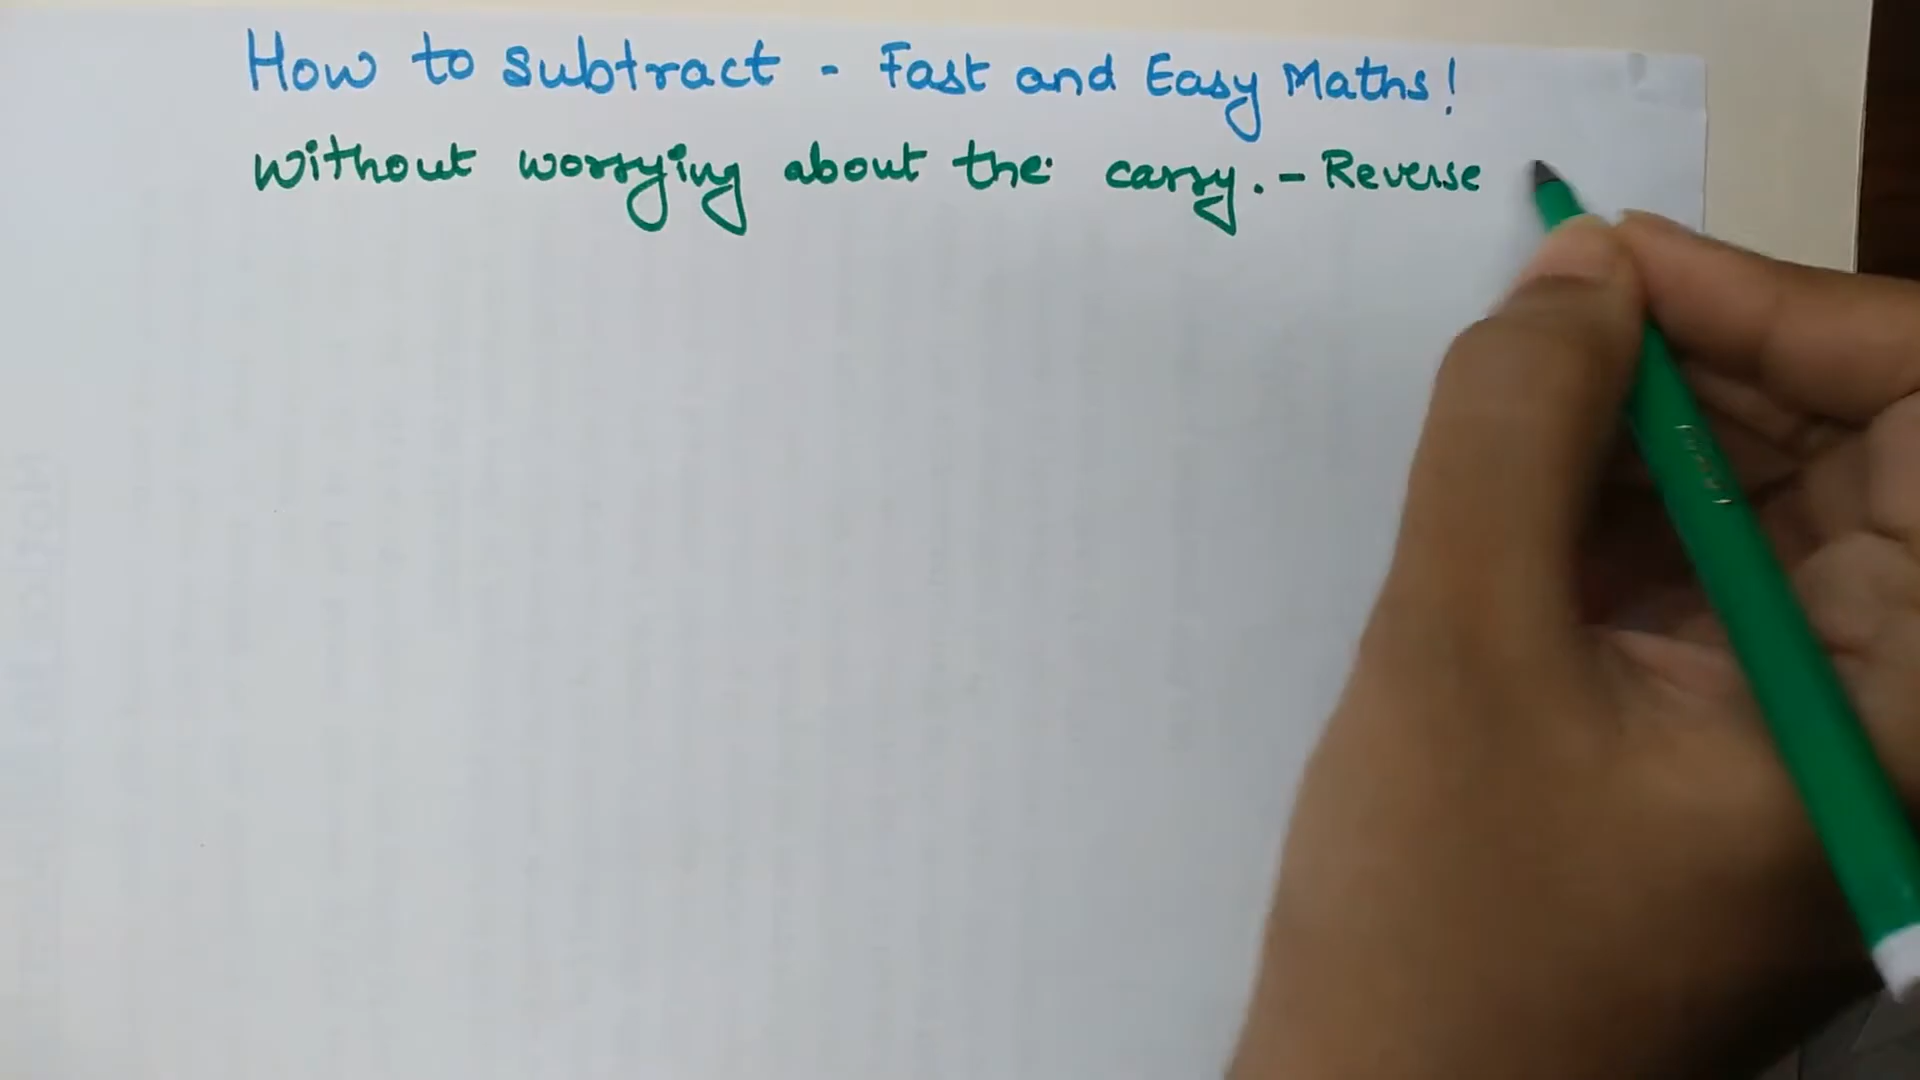 How to subtract - Fast and Easy Maths!
without worrying about the carry. - Reverse